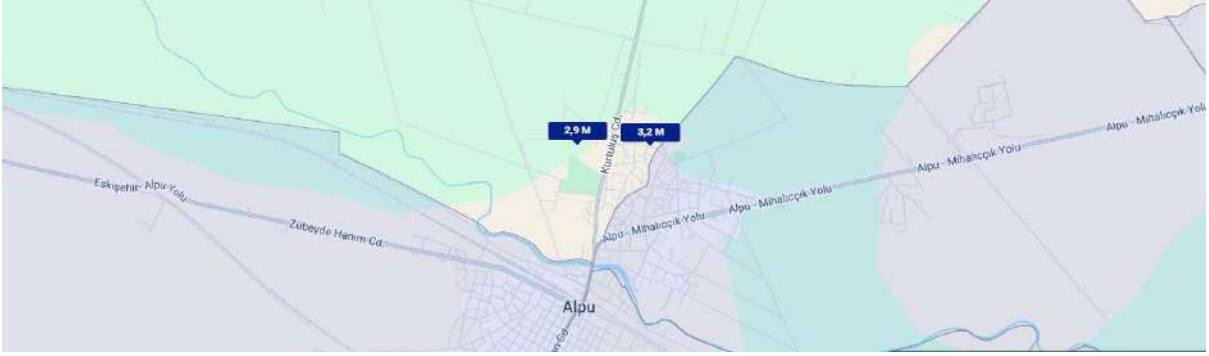 2,9 M
3,2 M
Kurtuluş Cd.
Alpu - Mihalıççık Yolu
Alpu - Mihalıççık Yolu
Alpu - Mihalıççık Yolu
Alpu - Mihalıççık Yolu
Eskişehir- Alpu Yolu
Zübeyde Hanım Cd.
Alpu